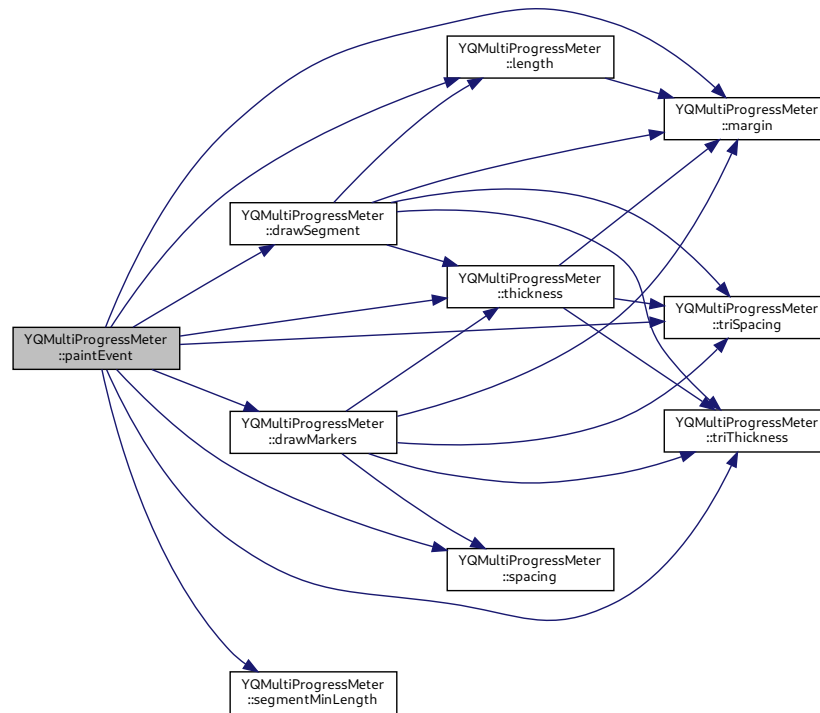 YQMultiProgressMeter
::length
YQMultiProgressMeter
::margin
YQMultiProgressMeter
::drawSegment
YQMultiProgressMeter
::thickness
YQMultiProgressMeter
::triSpacing
YQMultiProgressMeter
::paintEvent
YQMultiProgressMeter
::drawMarkers
YQMultiProgressMeter
::triThickness
YQMultiProgressMeter
::spacing
YQMultiProgressMeter
::segmentMinLength